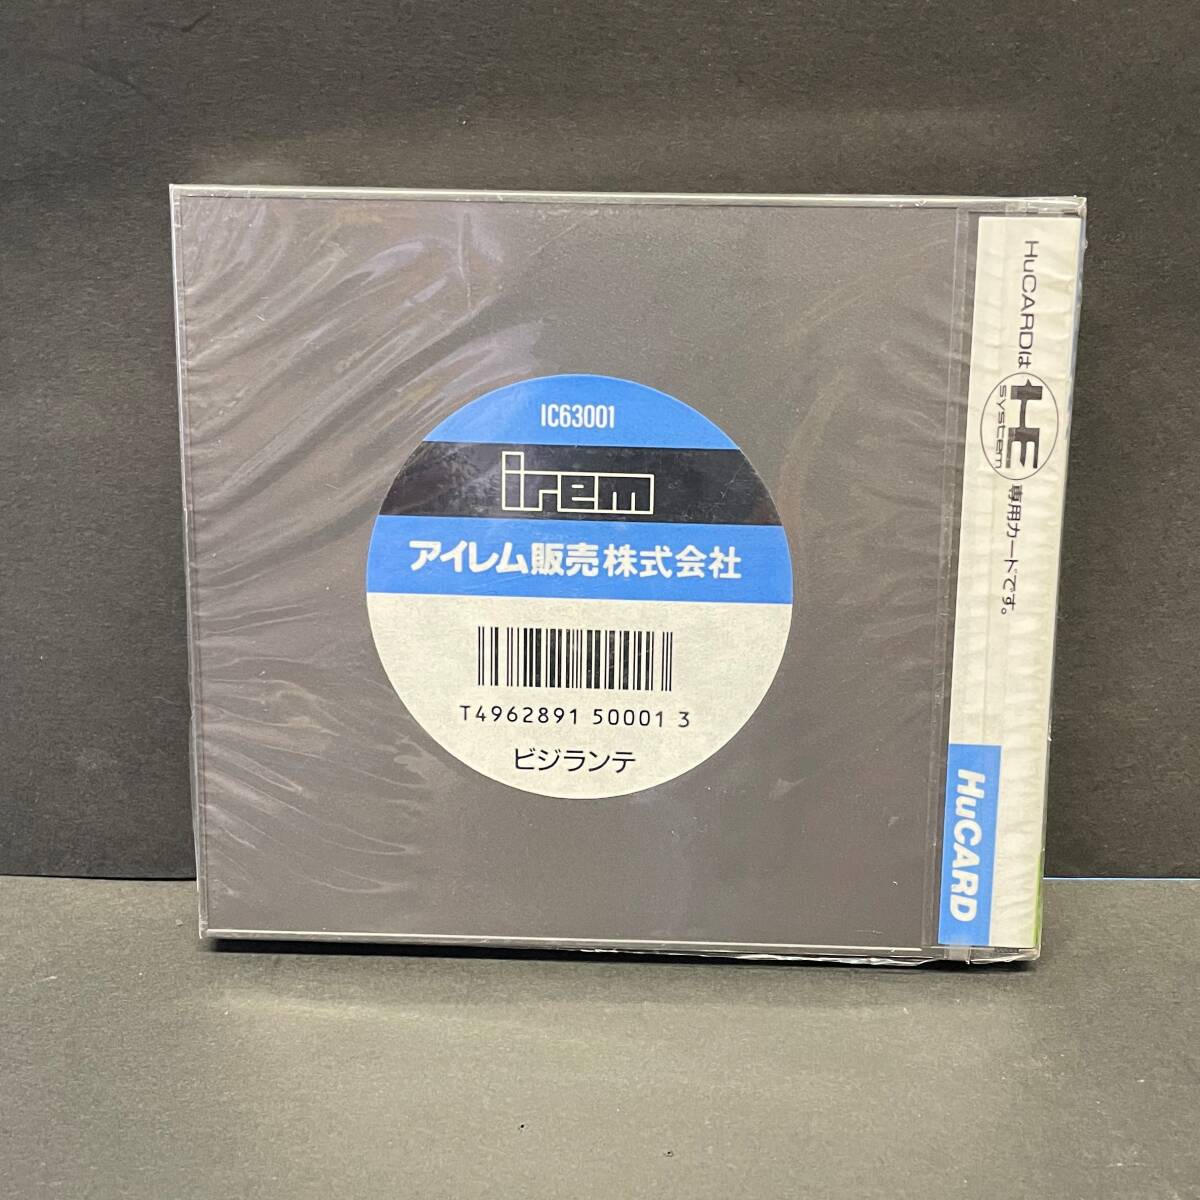 IC63001
irem
アイレム販売株式会社
T4962891 50001 3
ビジランテ
HuCARDは HE system 専用カードです。
HuCARD